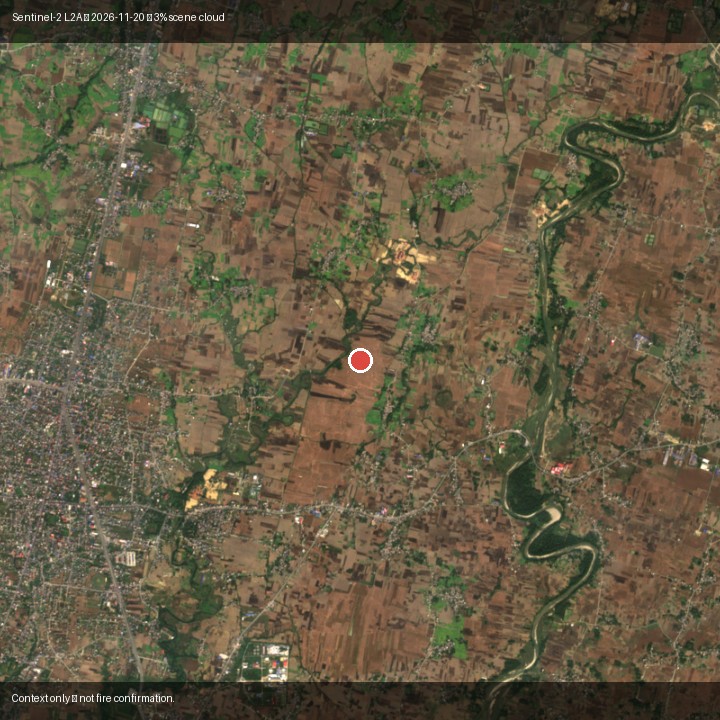 Sentinel-2 L2A▯2026-11-20▯3% scene cloud
Context only▯not fire confirmation.